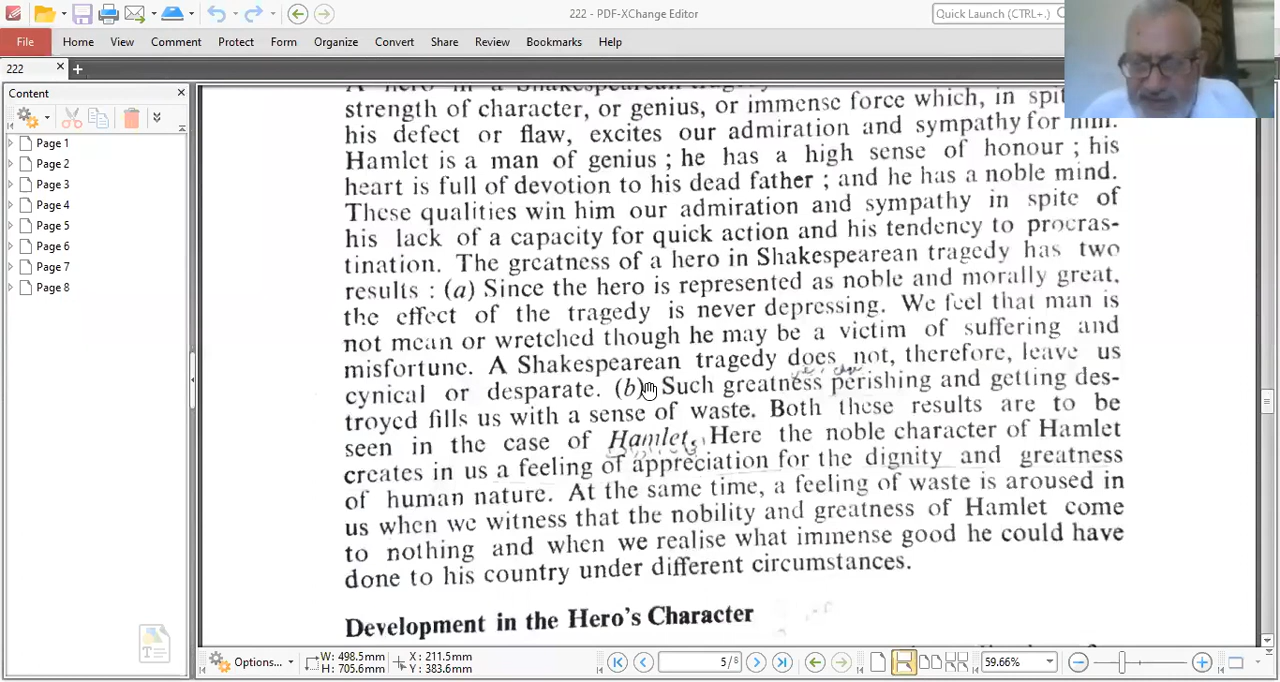 222 - PDF-XChange Editor
Quick Launch (CTRL+.)
File Home View Comment Protect Form Organize Convert Share Review Bookmarks Help
222
Content
Page 1
Page 2
Page 3
Page 4
Page 5
Page 6
Page 7
Page 8
A hero in a Shakespearean
strength of character, or genius, or immense force which, in
his defect or flaw, excites our admiration and sympathy for him.
Hamlet is a man of genius ; he has a high sense of honour ; his
heart is full of devotion to his dead father ; and he has a noble mind.
These qualities win him our admiration and sympathy in spite of
his lack of a capacity for quick action and his tendency to procras-
tination. The greatness of a hero in Shakespearean tragedy has two
results : (a) Since the hero is represented as noble and morally great,
the effect of the tragedy is never depressing. We feel that man is
not mean or wretched though he may be a victim of suffering and
misfortune. A Shakespearean tragedy does not, therefore, leave us
cynical or desparate. (b) Such greatness perishing and getting des-
troyed fills us with a sense of waste. Both these results are to be
seen in the case of Hamlet. Here the noble character of Hamlet
creates in us a feeling of appreciation for the dignity and greatness
of human nature. At the same time, a feeling of waste is aroused in
us when we witness that the nobility and greatness of Hamlet come
to nothing and when we realise what immense good he could have
done to his country under different circumstances.
Development in the Hero's Character
Options... W: 498.5mm X: 211.5mm 5/8 59.66%
H: 705.6mm Y: 383.6mm